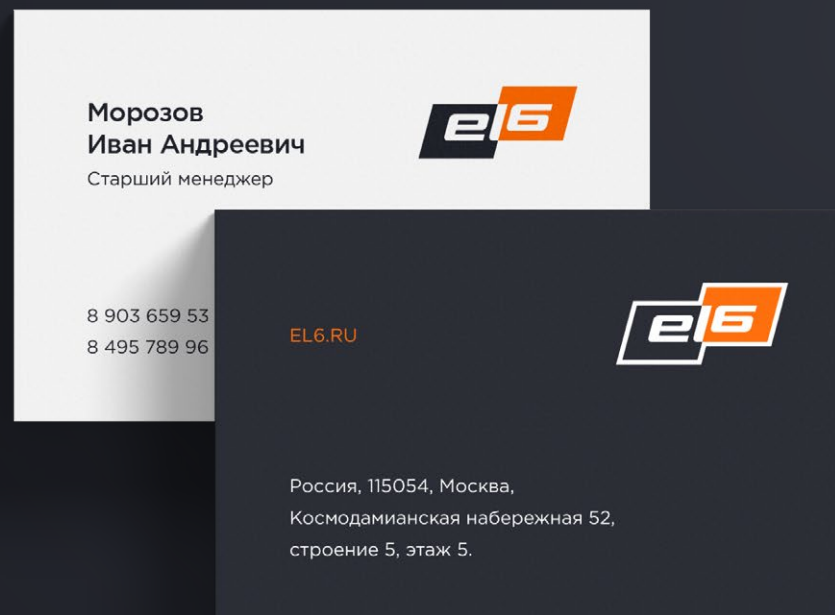 Морозов
Иван Андреевич
Старший менеджер
el6
8 903 659 53
8 495 789 96
EL6.RU
el6
Россия, 115054, Москва,
Космодамианская набережная 52,
строение 5, этаж 5.